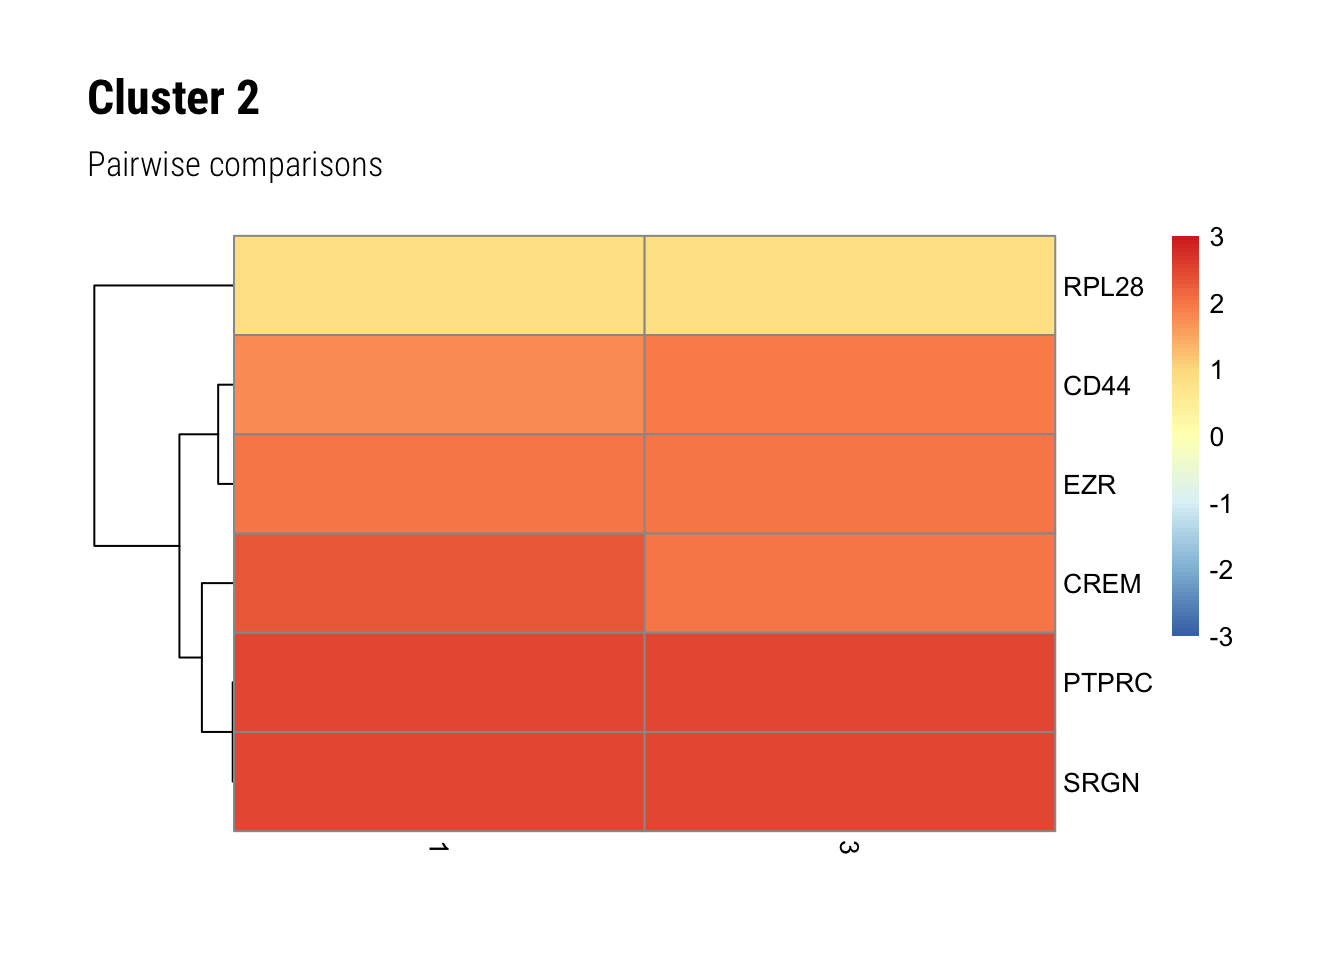 Cluster 2
Pairwise comparisons
RPL28
CD44
EZR
CREM
PTPRC
SRGN
1
3
3
2
1
0
-1
-2
-3